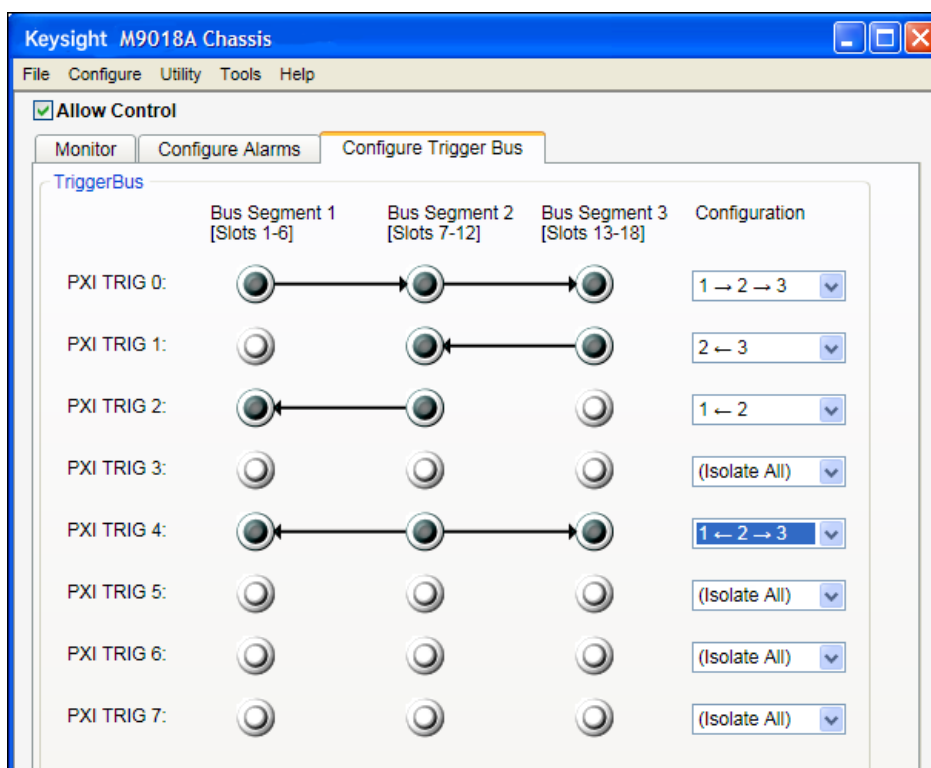 Keysight M9018A Chassis
File Configure Utility Tools Help
Allow Control
Monitor Configure Alarms Configure Trigger Bus
TriggerBus
Bus Segment 1 Bus Segment 2 Bus Segment 3 Configuration
[Slots 1-6] [Slots 7-12] [Slots 13-18]
PXI TRIG 0: 1 → 2 → 3
PXI TRIG 1: 2 ← 3
PXI TRIG 2: 1 ← 2
PXI TRIG 3: (Isolate All)
PXI TRIG 4: 1 ← 2 → 3
PXI TRIG 5: (Isolate All)
PXI TRIG 6: (Isolate All)
PXI TRIG 7: (Isolate All)